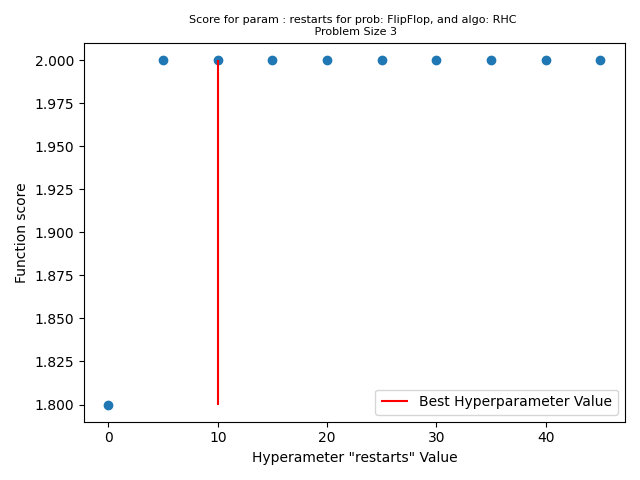 Score for param : restarts for prob: FlipFlop, and algo: RHC
Problem Size 3
2.000
1.975
1.950
1.925
1.900
1.875
1.850
1.825
1.800
Function score
Best Hyperparameter Value
0 10 20 30 40
Hyperameter "restarts" Value